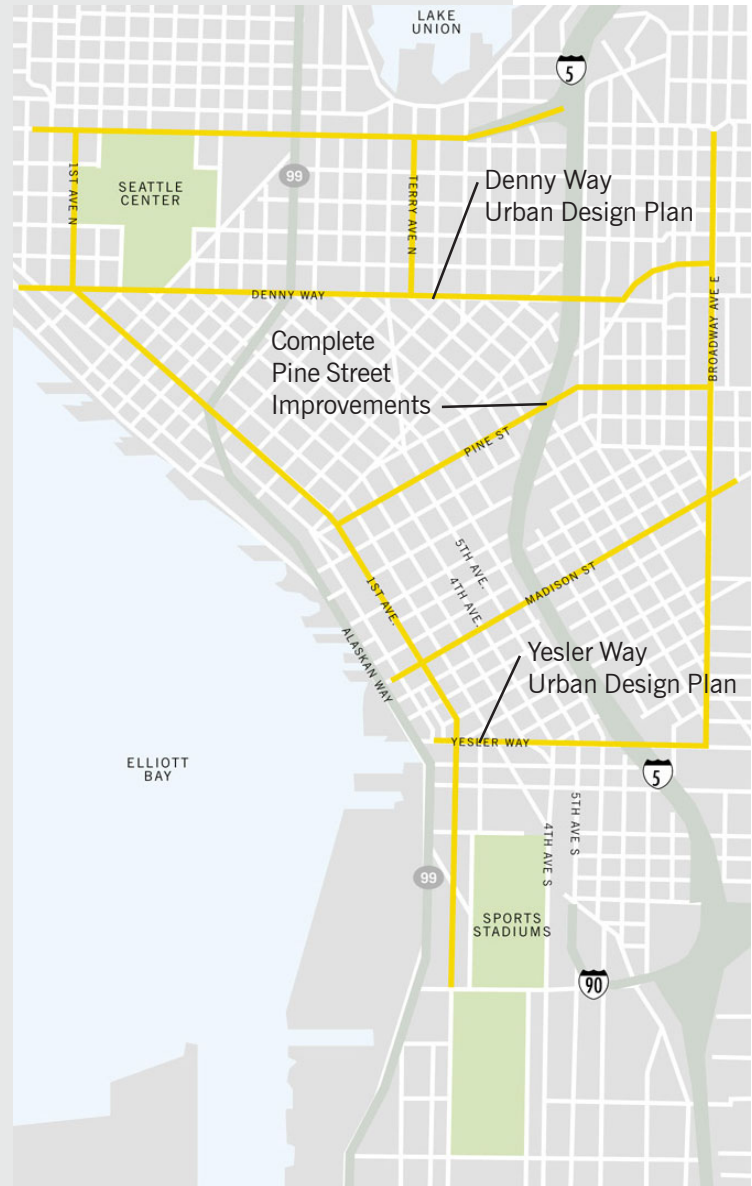 LAKE
UNION
5
1ST AVE N
SEATTLE
CENTER
99
TERRY AVE N
Denny Way
Urban Design Plan
DENNY WAY
BROADWAY AVE E
Complete
Pine Street
Improvements
PINE ST
5TH AVE.
4TH AVE.
1ST AVE.
MADISON ST
ALASKAN WAY
Yesler Way
Urban Design Plan
YESLER WAY
ELLIOTT
BAY
5
5TH AVE S
4TH AVE S
99
SPORTS
STADIUMS
90